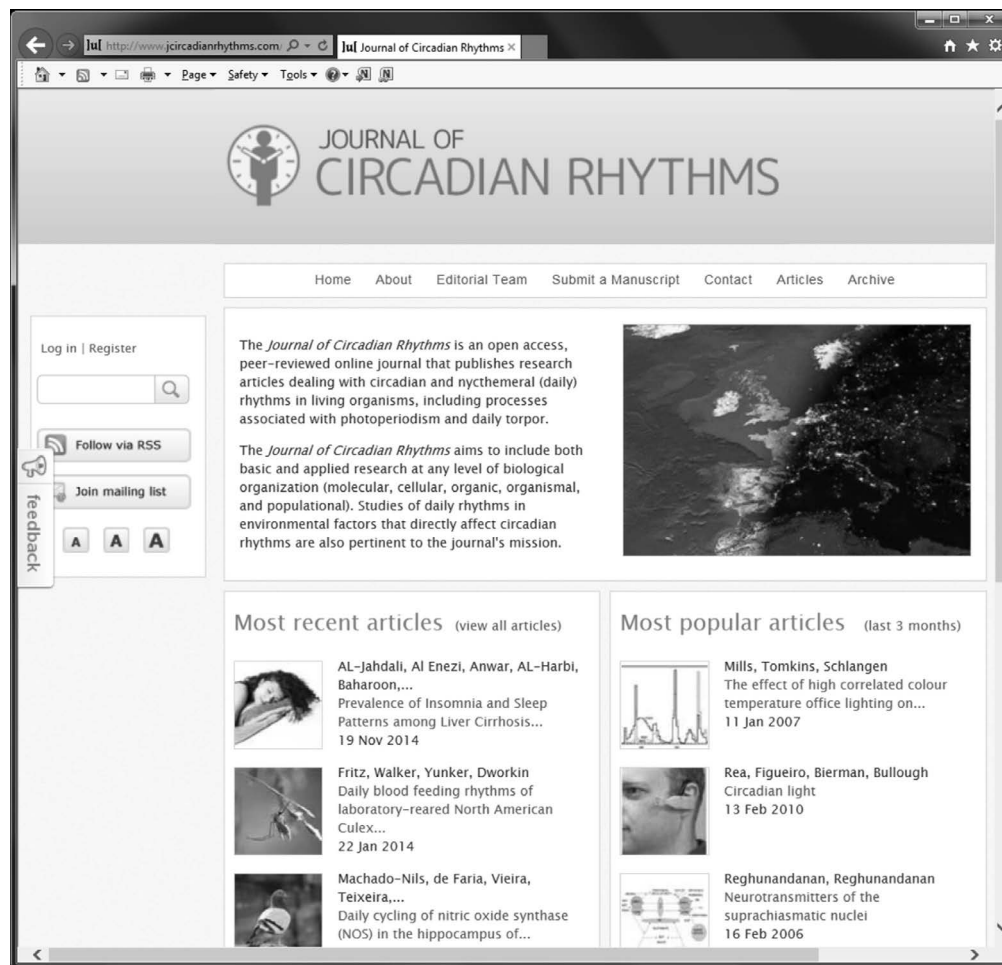 ]u[ http://www.jcircadianrhythms.com/
]u[ Journal of Circadian Rhythms ×
Page Safety Tools
JOURNAL OF
CIRCADIAN RHYTHMS
Home About Editorial Team Submit a Manuscript Contact Articles Archive
Log in | Register
Follow via RSS
Join mailing list
A A A
feedback
The Journal of Circadian Rhythms is an open access,
peer-reviewed online journal that publishes research
articles dealing with circadian and nycthemeral (daily)
rhythms in living organisms, including processes
associated with photoperiodism and daily torpor.
The Journal of Circadian Rhythms aims to include both
basic and applied research at any level of biological
organization (molecular, cellular, organic, organismal,
and populational). Studies of daily rhythms in
environmental factors that directly affect circadian
rhythms are also pertinent to the journal's mission.
Most recent articles (view all articles)
AL-Jahdali, Al Enezi, Anwar, AL-Harbi,
Baharoon,...
Prevalence of Insomnia and Sleep
Patterns among Liver Cirrhosis...
19 Nov 2014
Fritz, Walker, Yunker, Dworkin
Daily blood feeding rhythms of
laboratory-reared North American
Culex...
22 Jan 2014
Machado-Nils, de Faria, Vieira,
Teixeira,...
Daily cycling of nitric oxide synthase
(NOS) in the hippocampus of...
Most popular articles (last 3 months)
Mills, Tomkins, Schlangen
The effect of high correlated colour
temperature office lighting on...
11 Jan 2007
Rea, Figueiro, Bierman, Bullough
Circadian light
13 Feb 2010
Reghunandanan, Reghunandanan
Neurotransmitters of the
suprachiasmatic nuclei
16 Feb 2006